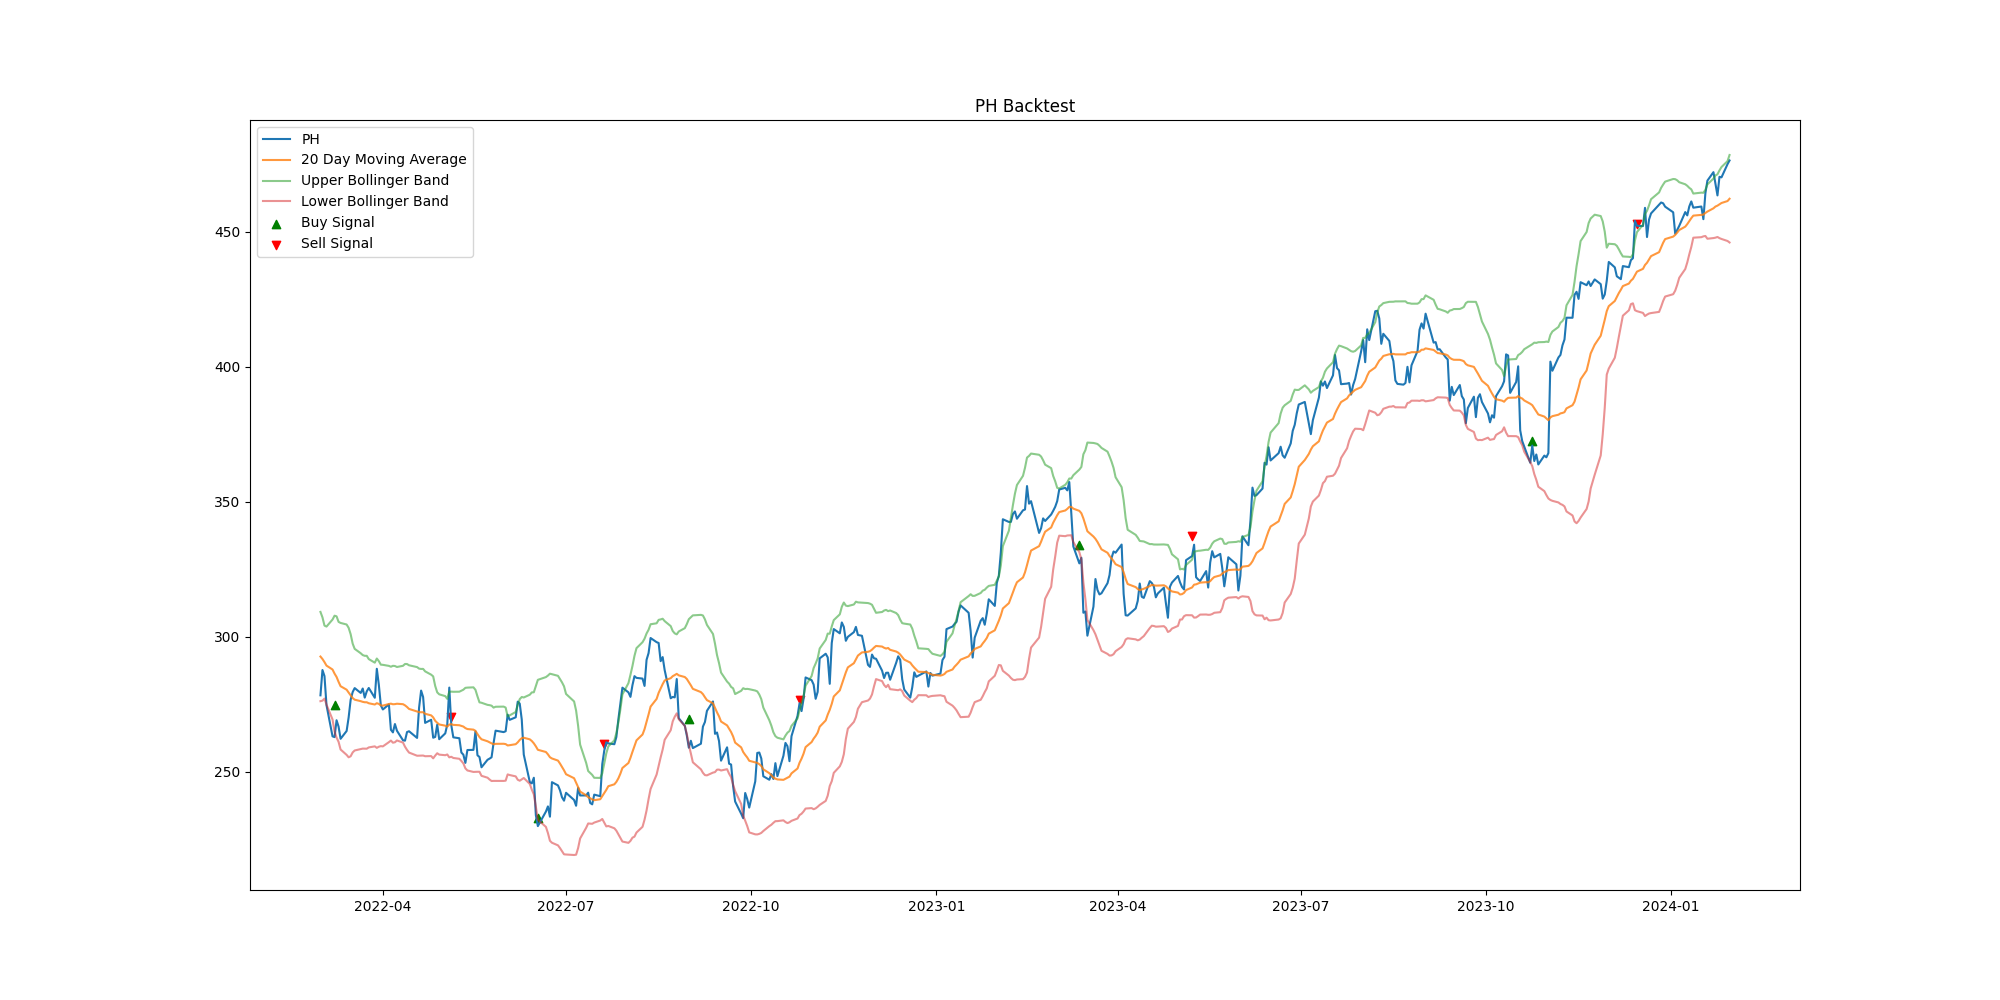 PH Backtest
PH
20 Day Moving Average
Upper Bollinger Band
Lower Bollinger Band
Buy Signal
Sell Signal
450
400
350
300
250
2022-04 2022-07 2022-10 2023-01 2023-04 2023-07 2023-10 2024-01